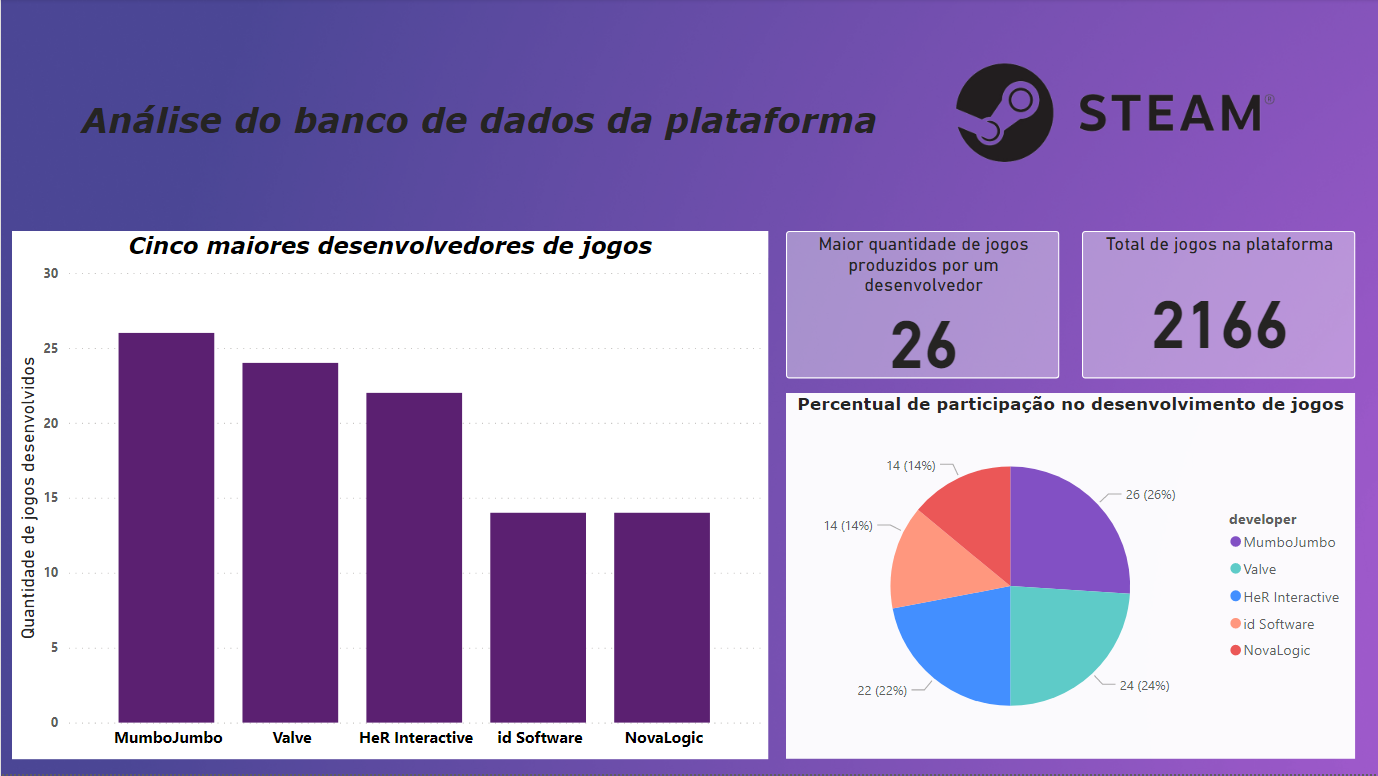 Análise do banco de dados da plataforma
STEAM®
Cinco maiores desenvolvedores de jogos
30
25
20
15
10
5
0
Quantidade de jogos desenvolvidos
MumboJumbo
Valve
HeR Interactive
id Software
NovaLogic
Maior quantidade de jogos
produzidos por um
desenvolvedor
26
Total de jogos na plataforma
2166
Percentual de participação no desenvolvimento de jogos
14 (14%)
26 (26%)
14 (14%)
22 (22%)
24 (24%)
developer
MumboJumbo
Valve
HeR Interactive
id Software
NovaLogic